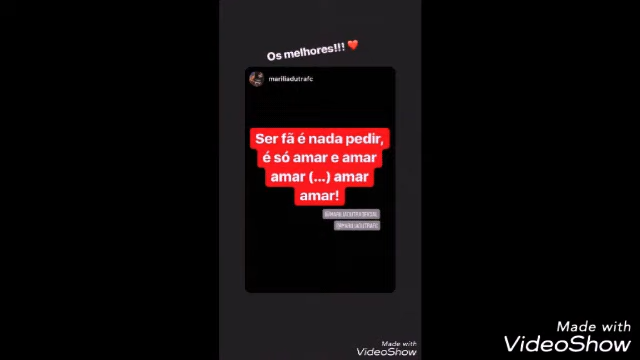 Os melhores!!! ❤️
mariliadutrafc
Ser fã é nada pedir,
é só amar e amar
amar (...) amar
amar!
@MARILIADUTRAFC
Made with
VideoShow
Made with
VideoShow